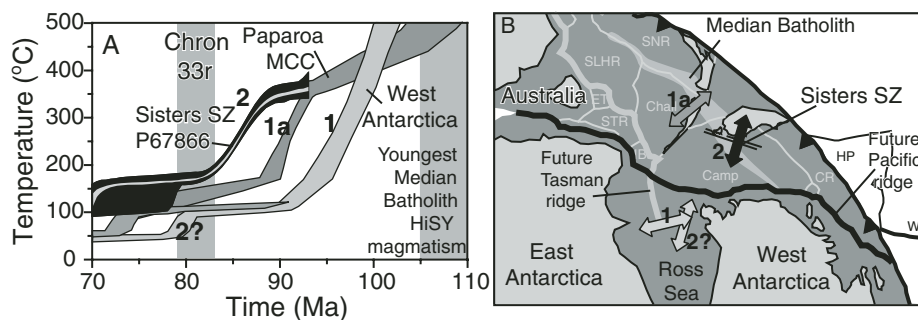 A
Temperature (°C)
500
400
300
200
100
0
70
80
90
100
110
Time (Ma)
Chron
33r
Paparoa
MCC
2
Sisters SZ
P67866
1a
1
West
Antarctica
Youngest
Median
Batholith
HiSY
magmatism
2?
B
SNR
Median Batholith
SLHR
Australia
ET
STR
Cha
1a
Sisters SZ
2
HP
Future
Pacific
ridge
Future
Tasman
ridge
Camp
CR
W
1
2?
East
Antarctica
Ross
Sea
West
Antarctica